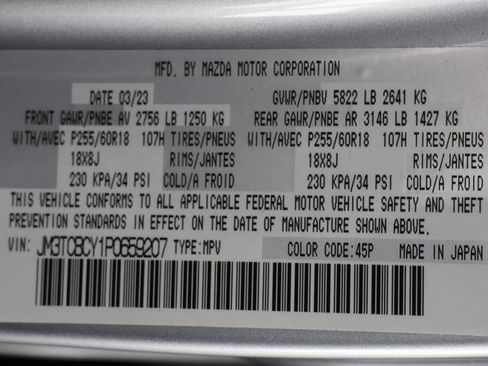 MFD. BY MAZDA MOTOR CORPORATION
DATE 03/23 GVWR/PNBV 5822 LB 2641 KG
FRONT GAWR/PNBE AV 2756 LB 1250 KG REAR GAWR/PNBE AR 3146 LB 1427 KG
WITH/AVEC P255/60R18 107H TIRES/PNEUS WITH/AVEC P255/60R18 107H TIRES/PNEUS
18X8J RIMS/JANTES 18X8J RIMS/JANTES
230 KPA/34 PSI COLD/A FROID 230 KPA/34 PSI COLD/A FROID
THIS VEHICLE CONFORMS TO ALL APPLICABLE FEDERAL MOTOR VEHICLE SAFETY AND THEFT
PREVENTION STANDARDS IN EFFECT ON THE DATE OF MANUFACTURE SHOWN ABOVE.
VIN: JM3TCBCY1P0659207 TYPE:MPV COLOR CODE:45P MADE IN JAPAN